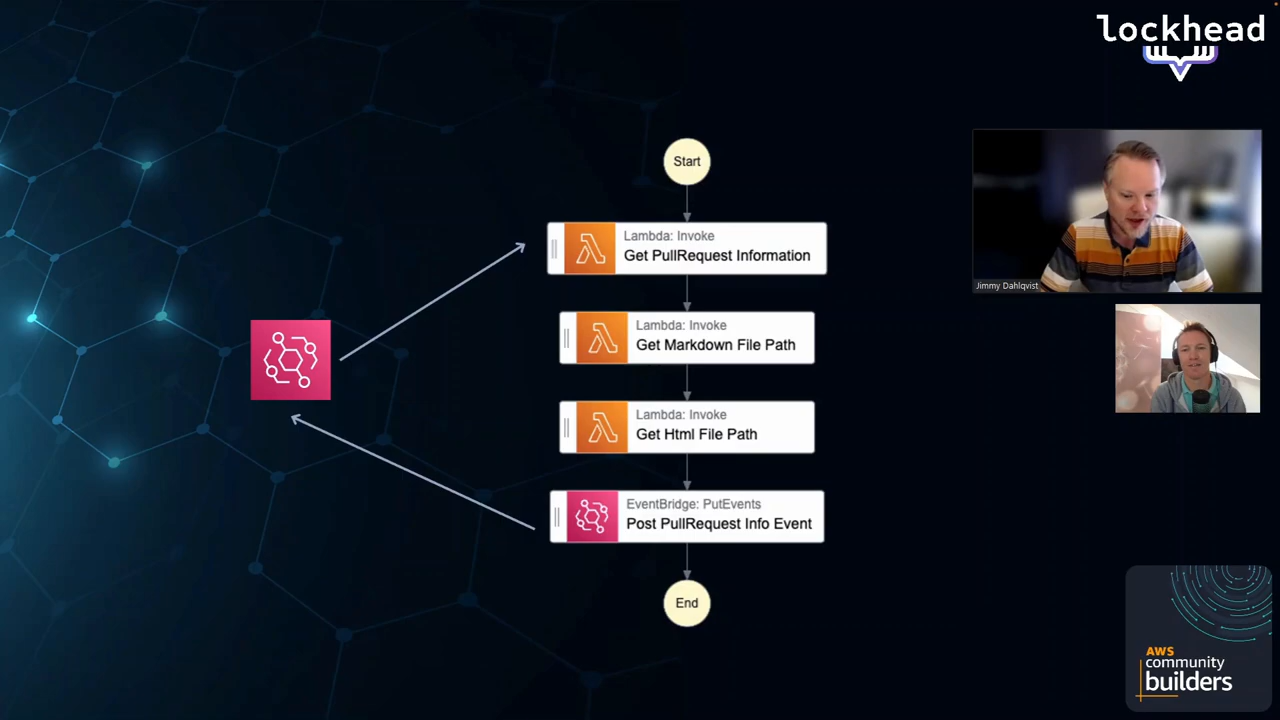 lockhead
Start
Lambda: Invoke
Get PullRequest Information
Lambda: Invoke
Get Markdown File Path
Lambda: Invoke
Get Html File Path
EventBridge: PutEvents
Post PullRequest Info Event
End
Jimmy Dahlqvist
AWS
community
builders